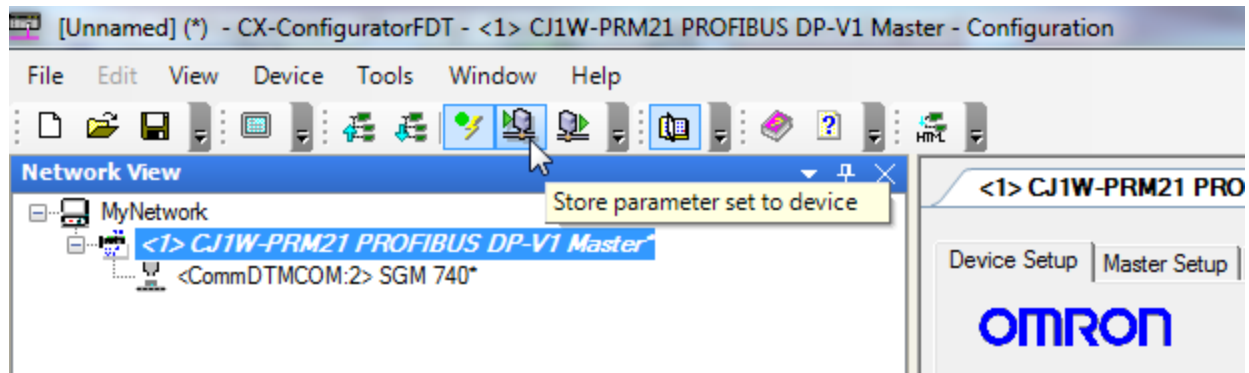 [Unnamed] (*) - CX-ConfiguratorFDT - <1> CJ1W-PRM21 PROFIBUS DP-V1 Master - Configuration
File Edit View Device Tools Window Help
HTML
Network View
Store parameter set to device
<1> CJ1W-PRM21 PRO
MyNetwork
<1> CJ1W-PRM21 PROFIBUS DP-V1 Master*
<CommDTMCOM:2> SGM 740*
Device Setup Master Setup
OMRON